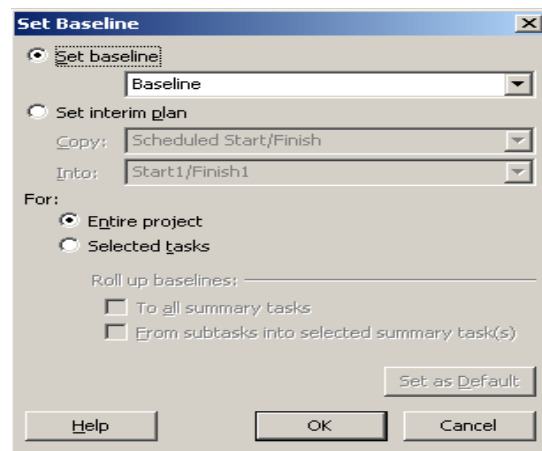 Set Baseline
Set baseline
Baseline
Set interim plan
Copy: Scheduled Start/Finish
Into: Start1/Finish1
For:
Entire project
Selected tasks
Roll up baselines:
To all summary tasks
From subtasks into selected summary task(s)
Set as Default
Help OK Cancel